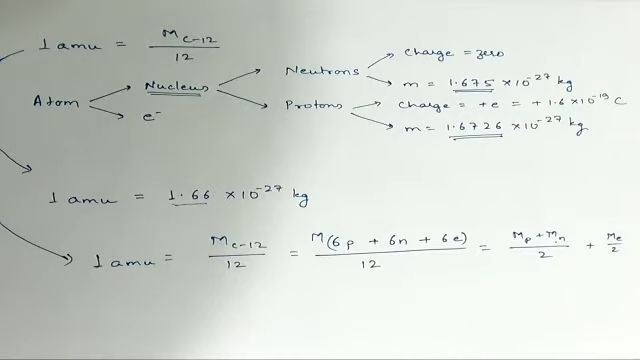 1 amu = M C-12 / 12
Atom
Nucleus
e⁻
Neutrons
Charge = zero
m = 1.675 × 10⁻²⁷ kg
Protons
Charge = +e = +1.6 × 10⁻¹⁹ C
m = 1.6726 × 10⁻²⁷ kg
1 amu = 1.66 × 10⁻²⁷ kg
1 amu = M C-12 / 12 = M(6p + 6n + 6e) / 12 = Mp + Mn / 2 + Me / 2